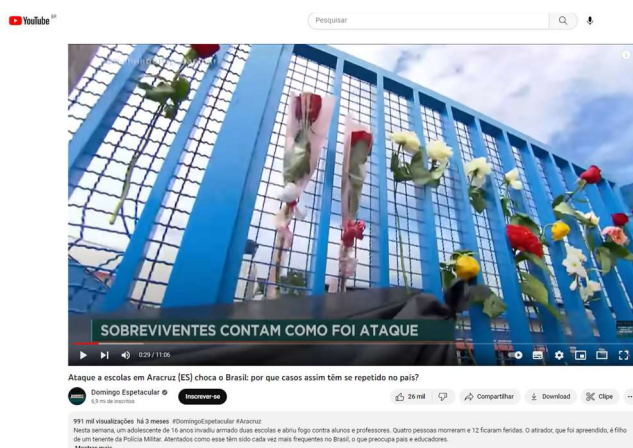 YouTube BR
Pesquisar
SOBREVIVENTES CONTAM COMO FOI ATAQUE
0:29 / 11:06
Ataque a escolas em Aracruz (ES) choca o Brasil: por que casos assim têm se repetido no país?
Domingo Espetacular
6,9 mi de inscritos
Inscrever-se
26 mil
Compartilhar
Download
Clipe
991 mil visualizações há 3 meses #DomingoEspetacular #Aracruz
Nesta semana, um adolescente de 16 anos invadiu armado duas escolas e abriu fogo contra alunos e professores. Quatro pessoas morreram e 12 ficaram feridas. O atirador, que foi apreendido, é filho
de um tenente da Polícia Militar. Atentados como esse têm sido cada vez mais frequentes no Brasil, o que preocupa pais e educadores.
Mostrar mais